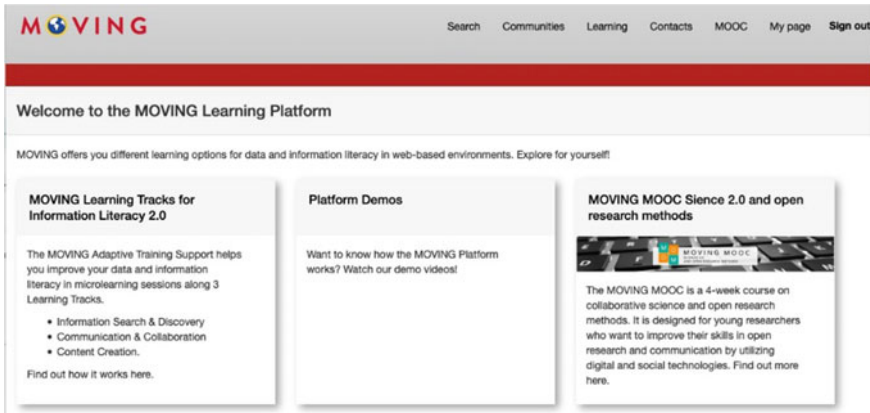 MOVING
Search Communities Learning Contacts MOOC My page Sign out
Welcome to the MOVING Learning Platform
MOVING offers you different learning options for data and information literacy in web-based environments. Explore for yourself!
MOVING Learning Tracks for
Information Literacy 2.0
The MOVING Adaptive Training Support helps
you improve your data and information
literacy in microlearning sessions along 3
Learning Tracks.
• Information Search & Discovery
• Communication & Collaboration
• Content Creation.
Find out how it works here.
Platform Demos
Want to know how the MOVING Platform
works? Watch our demo videos!
MOVING MOOC Sience 2.0 and open
research methods
MOVING MOOC
The MOVING MOOC is a 4-week course on
collaborative science and open research
methods. It is designed for young researchers
who want to improve their skills in open
research and communication by utilizing
digital and social technologies. Find out more
here.